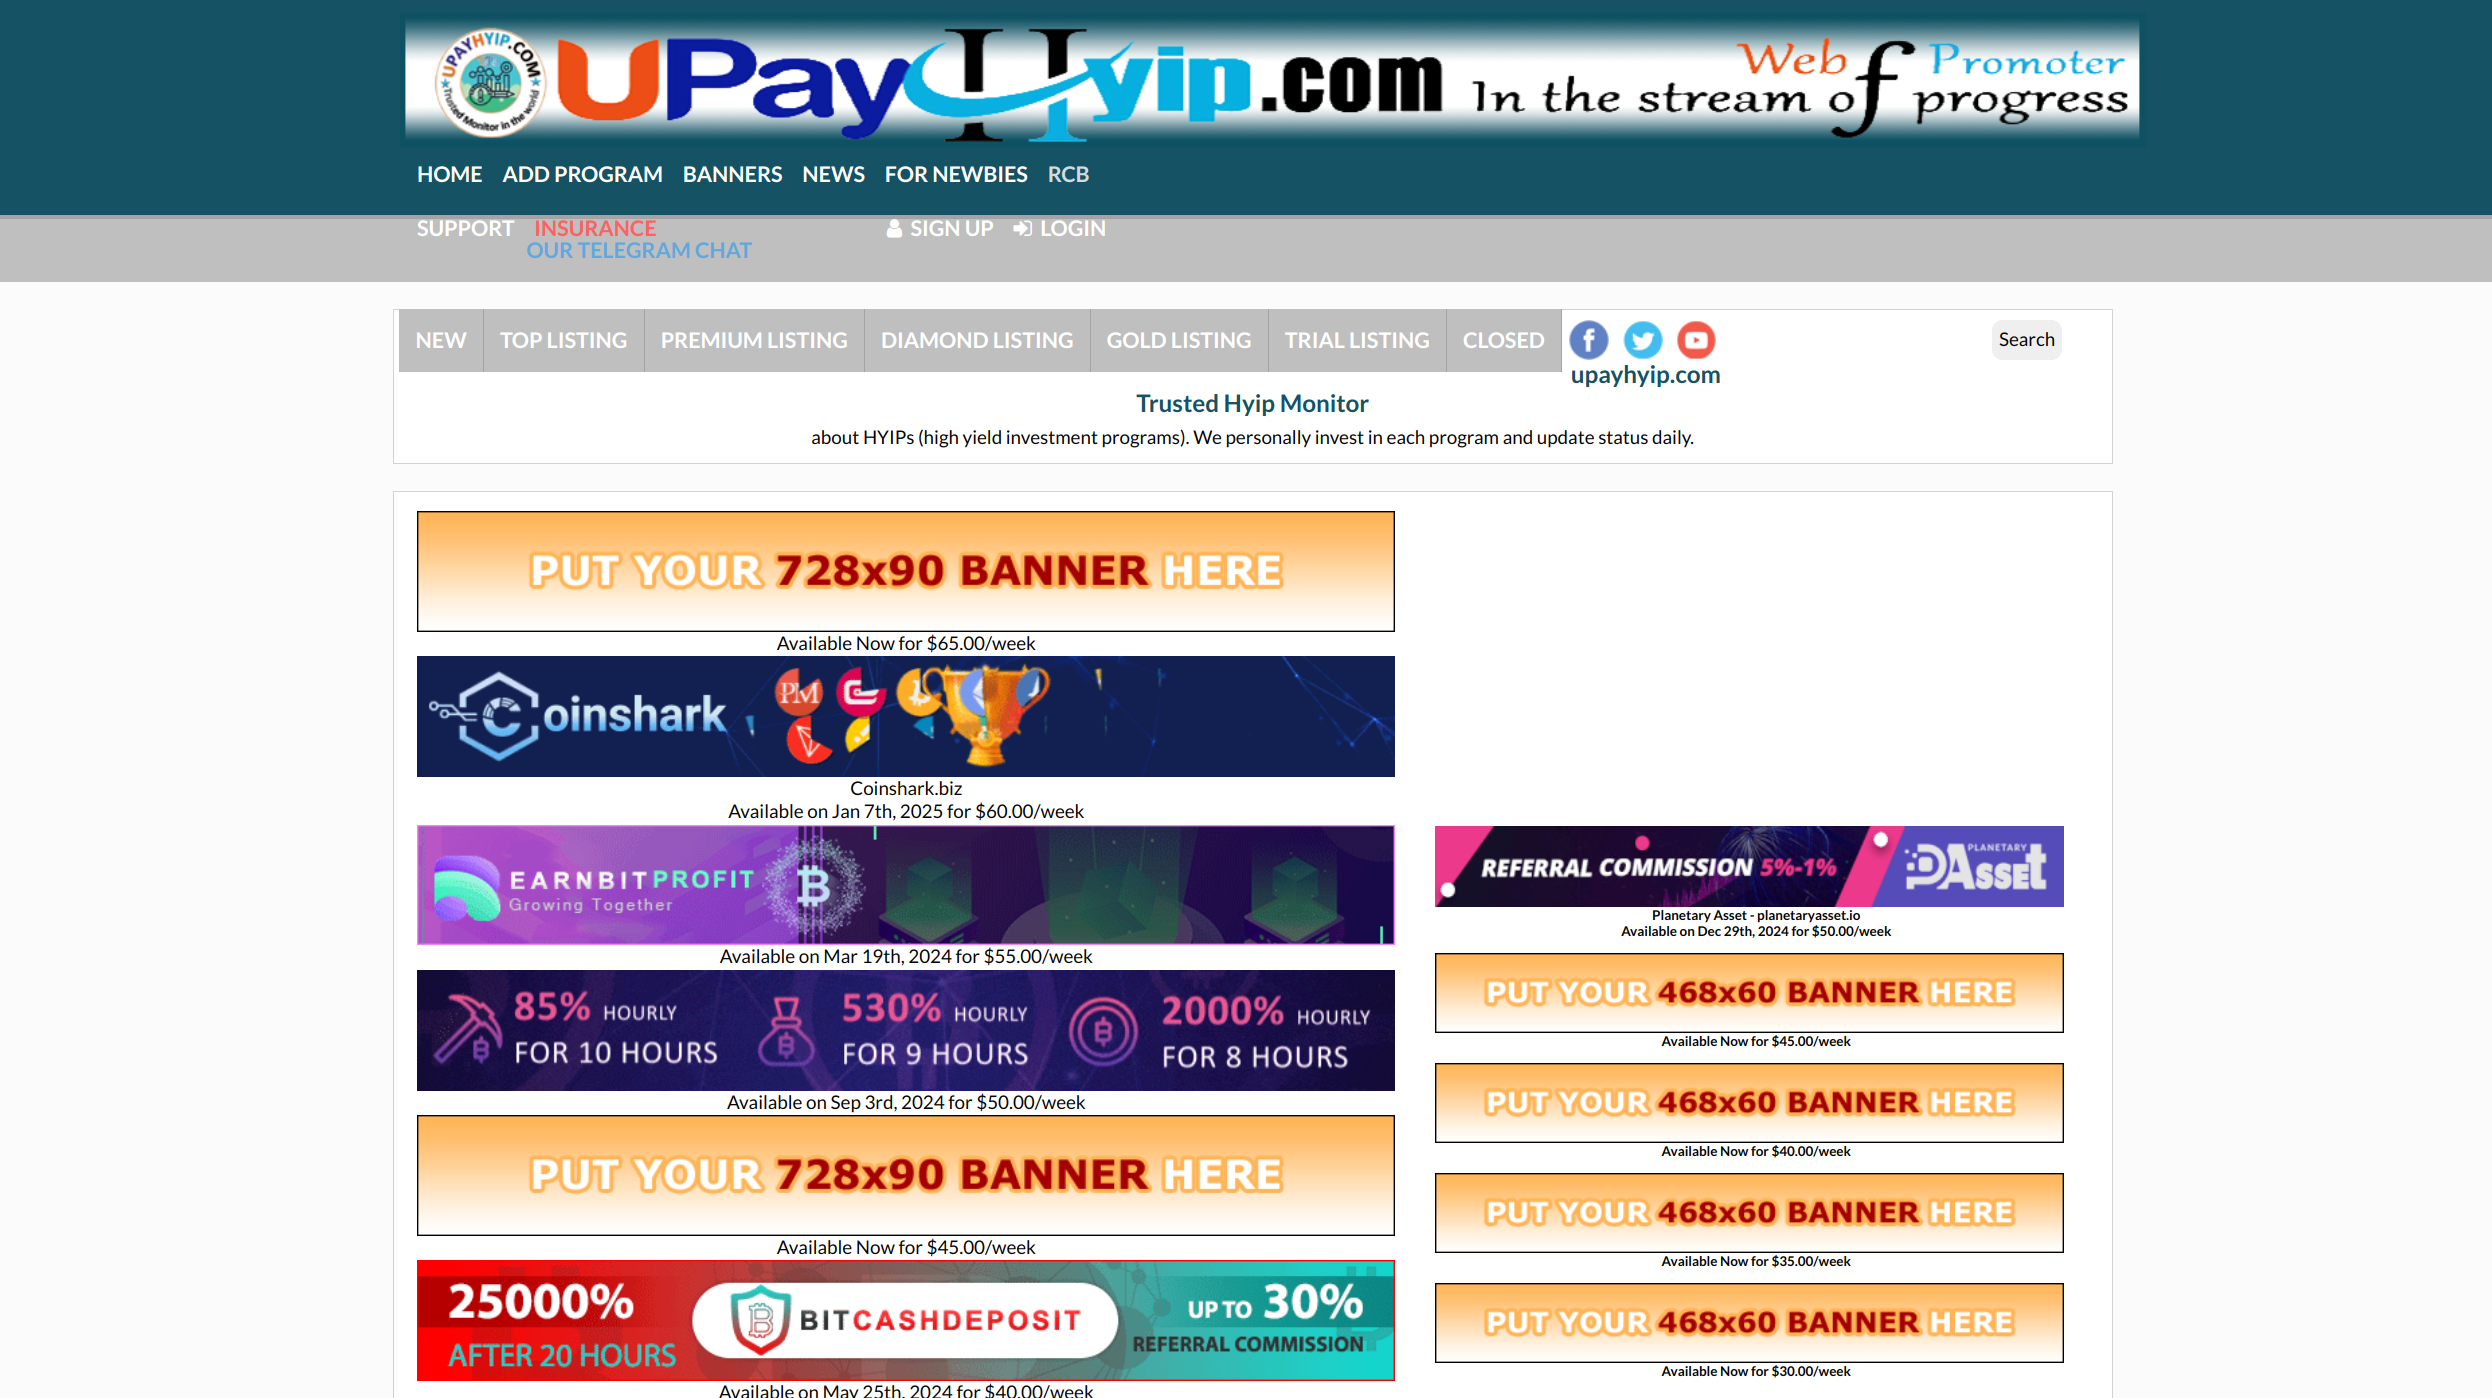 UPAYHYIP.COM
Trusted Monitor in the world
UPayHyip.com
Web Promoter
In the stream of progress
HOME ADD PROGRAM BANNERS NEWS FOR NEWBIES RCB
SUPPORT INSURANCE SIGN UP LOGIN
OUR TELEGRAM CHAT
NEW TOP LISTING PREMIUM LISTING DIAMOND LISTING GOLD LISTING TRIAL LISTING CLOSED
Search
upayhyip.com
Trusted Hyip Monitor
about HYIPs (high yield investment programs). We personally invest in each program and update status daily.
PUT YOUR 728x90 BANNER HERE
Available Now for $65.00/week
Coinshark
PM
Coinshark.biz
Available on Jan 7th, 2025 for $60.00/week
EARNBITPROFIT
Growing Together
Available on Mar 19th, 2024 for $55.00/week
85% HOURLY
FOR 10 HOURS
530% HOURLY
FOR 9 HOURS
2000% HOURLY
FOR 8 HOURS
Available on Sep 3rd, 2024 for $50.00/week
PUT YOUR 728x90 BANNER HERE
Available Now for $45.00/week
25000%
AFTER 20 HOURS
BITCASHDEPOSIT
UP TO 30%
REFERRAL COMMISSION
Available on May 25th, 2024 for $40.00/week
REFERRAL COMMISSION 5%-1%
PLANETARY
Asset
Planetary Asset - planetaryasset.io
Available on Dec 29th, 2024 for $50.00/week
PUT YOUR 468x60 BANNER HERE
Available Now for $45.00/week
PUT YOUR 468x60 BANNER HERE
Available Now for $40.00/week
PUT YOUR 468x60 BANNER HERE
Available Now for $35.00/week
PUT YOUR 468x60 BANNER HERE
Available Now for $30.00/week